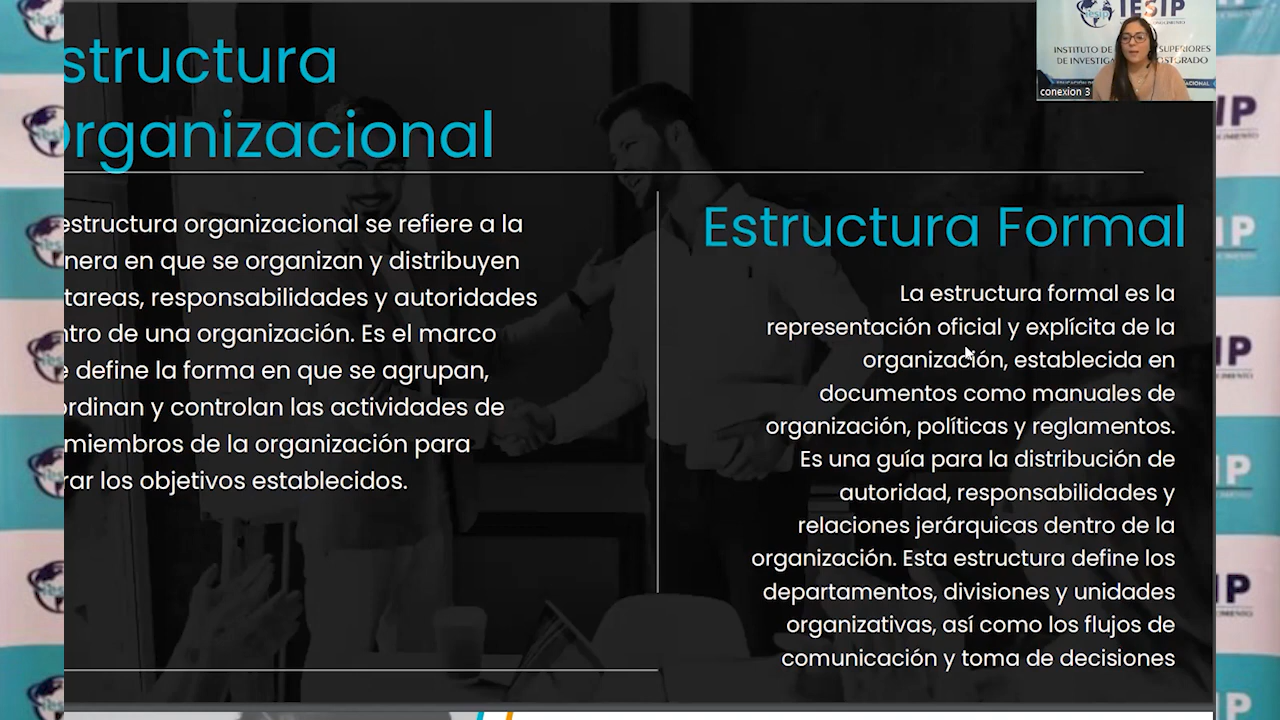 structura
Organizacional
estructura organizacional se refiere a la
nera en que se organizan y distribuyen
tareas, responsabilidades y autoridades
ntro de una organización. Es el marco
e define la forma en que se agrupan,
ordinan y controlan las actividades de
miembros de la organización para
rar los objetivos establecidos.
Estructura Formal
La estructura formal es la
representación oficial y explícita de la
organización, establecida en
documentos como manuales de
organización, políticas y reglamentos.
Es una guía para la distribución de
autoridad, responsabilidades y
relaciones jerárquicas dentro de la
organización. Esta estructura define los
departamentos, divisiones y unidades
organizativas, así como los flujos de
comunicación y toma de decisiones
IESIP
INSTITUTO DE SUPERIORES
DE INVESTIGA OSTGRADO
conexion 3